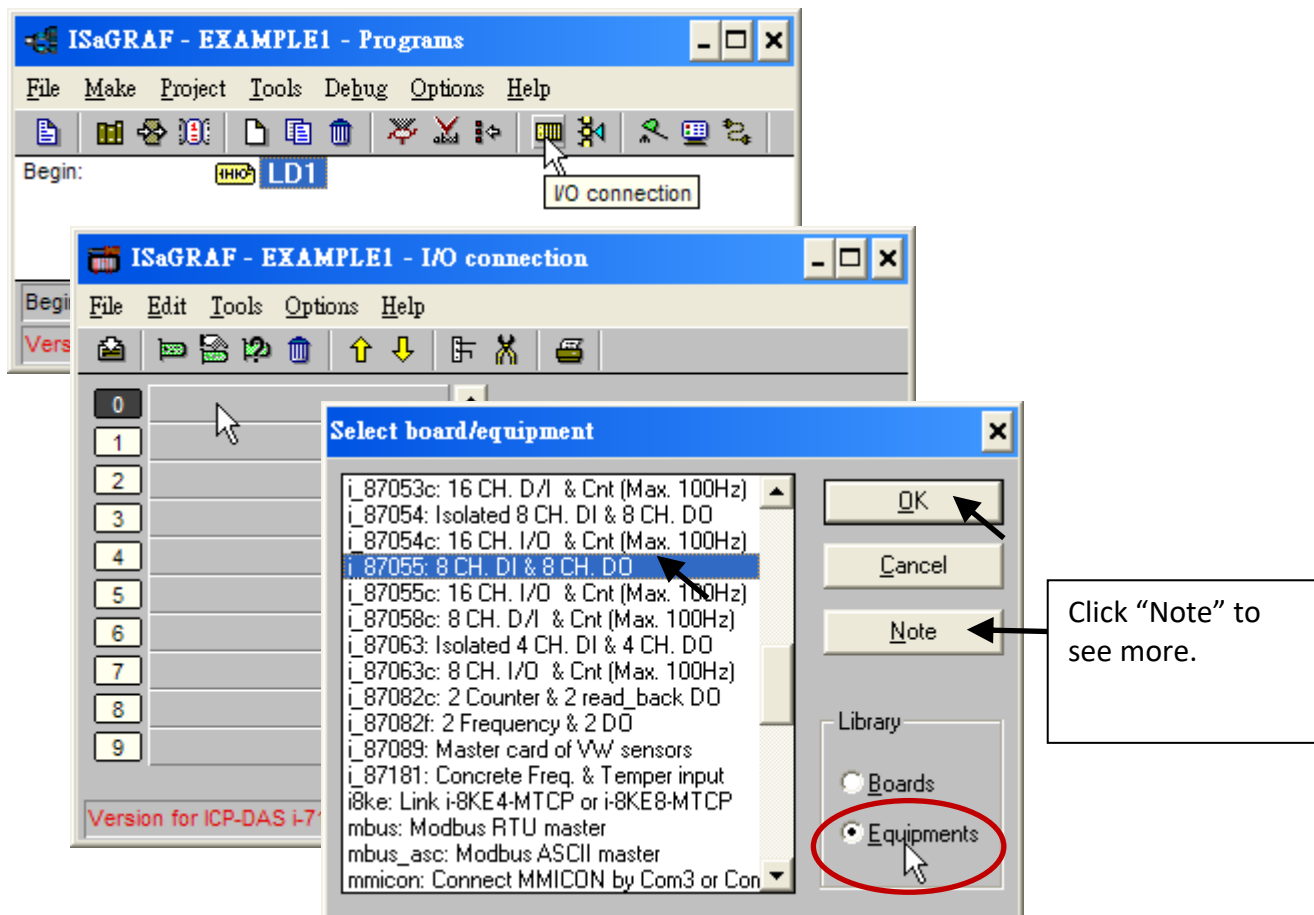 ISaGRAF - EXAMPLE1 - Programs
File Make Project Tools Debug Options Help
Begin: LD1
I/O connection
ISaGRAF - EXAMPLE1 - I/O connection
Begi
File Edit Tools Options Help
Vers
0
1
2
3
4
5
6
7
8
9
Version for ICP-DAS i-71
Select board/equipment
i_87053c: 16 CH. D/I & Cnt (Max. 100Hz)
i_87054: Isolated 8 CH. DI & 8 CH. DO
i_87054c: 16 CH. I/O & Cnt (Max. 100Hz)
i_87055: 8 CH. DI & 8 CH. DO
i_87055c: 16 CH. I/O & Cnt (Max. 100Hz)
i_87058c: 8 CH. D/I & Cnt (Max. 100Hz)
i_87063: Isolated 4 CH. DI & 4 CH. DO
i_87063c: 8 CH. I/O & Cnt (Max. 100Hz)
i_87082c: 2 Counter & 2 read_back DO
i_87082f: 2 Frequency & 2 DO
i_87089: Master card of VW sensors
i_87181: Concrete Freq. & Temper input
i8ke: Link i-8KE4-MTCP or i-8KE8-MTCP
mbus: Modbus RTU master
mbus_asc: Modbus ASCII master
mmicon: Connect MMICON by Com3 or Con
OK
Cancel
Note
Library
Boards
Equipments
Click “Note” to
see more.